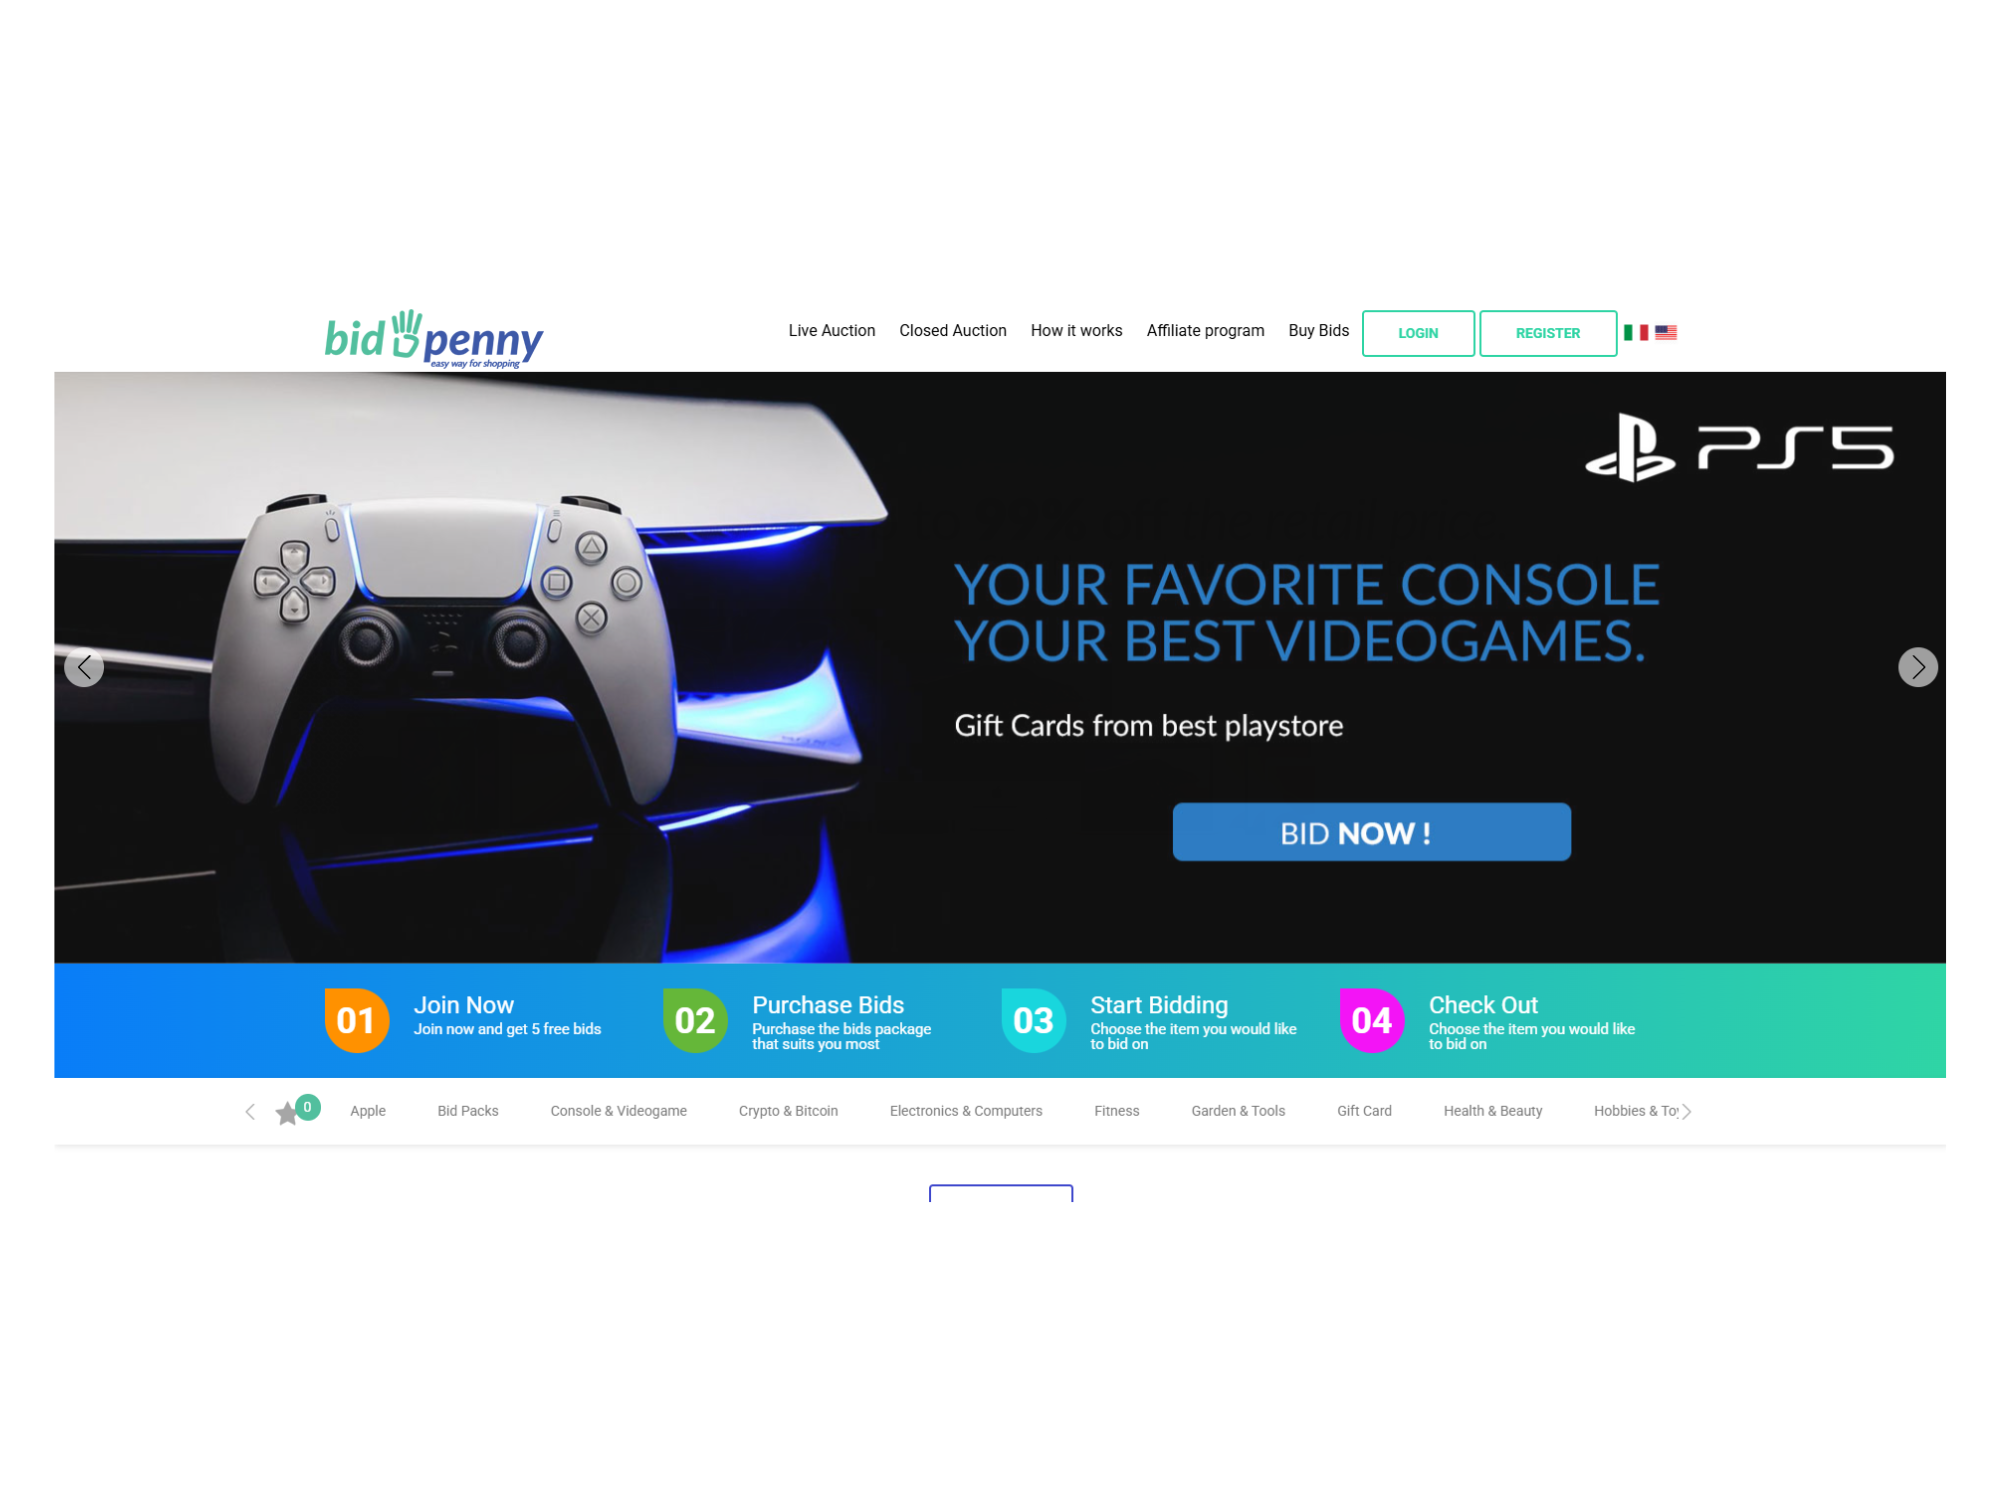 bid penny
easy way for shopping
Live Auction Closed Auction How it works Affiliate program Buy Bids LOGIN REGISTER
PS5
YOUR FAVORITE CONSOLE
YOUR BEST VIDEOGAMES.
Gift Cards from best playstore
BID NOW !
01 Join Now
Join now and get 5 free bids
02 Purchase Bids
Purchase the bids package
that suits you most
03 Start Bidding
Choose the item you would like
to bid on
04 Check Out
Choose the item you would like
to bid on
0 Apple Bid Packs Console & Videogame Crypto & Bitcoin Electronics & Computers Fitness Garden & Tools Gift Card Health & Beauty Hobbies &